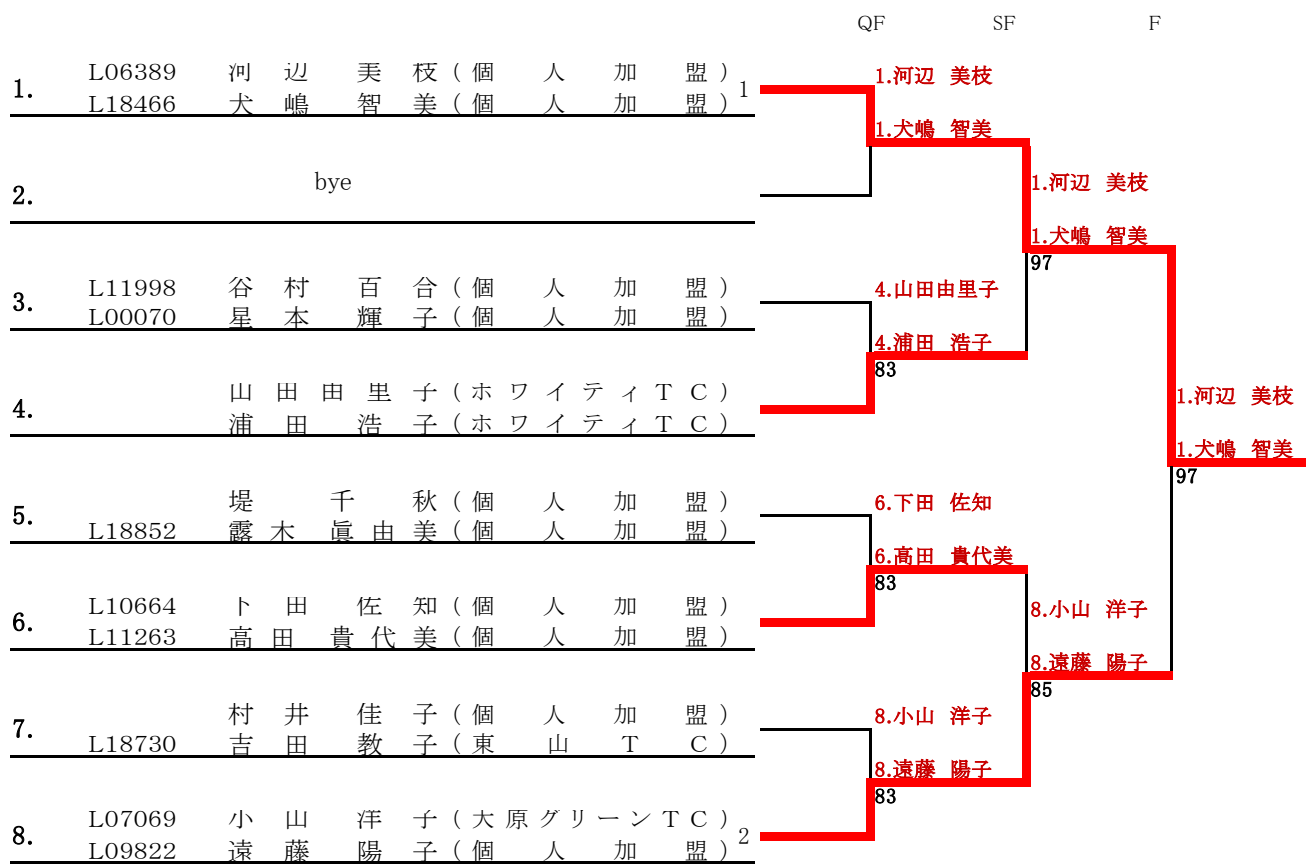 QF SF F
1. L06389 河辺 美枝(個人加盟) 1
L18466 犬嶋 智美(個人加盟)
2. bye
3. L11998 谷村 百合(個人加盟)
L00070 星本 輝子(個人加盟)
4. 山田由里子(ホワイティTC)
浦田 浩子(ホワイティTC)
5. 堤 千秋(個人加盟)
L18852 露木眞由美(個人加盟)
6. L10664 下田 佐知(個人加盟)
L11263 高田 貴代美(個人加盟)
7. 村井 佳子(個人加盟)
L18730 吉田 教子(東山TC)
8. L07069 小山 洋子(大原グリーンTC) 2
L09822 遠藤 陽子(個人加盟)
1.河辺 美枝
1.犬嶋 智美
4.山田由里子
4.浦田 浩子
83
6.下田 佐知
6.高田 貴代美
83
8.小山 洋子
8.遠藤 陽子
83
1.河辺 美枝
1.犬嶋 智美
97
8.小山 洋子
8.遠藤 陽子
85
1.河辺 美枝
1.犬嶋 智美
97